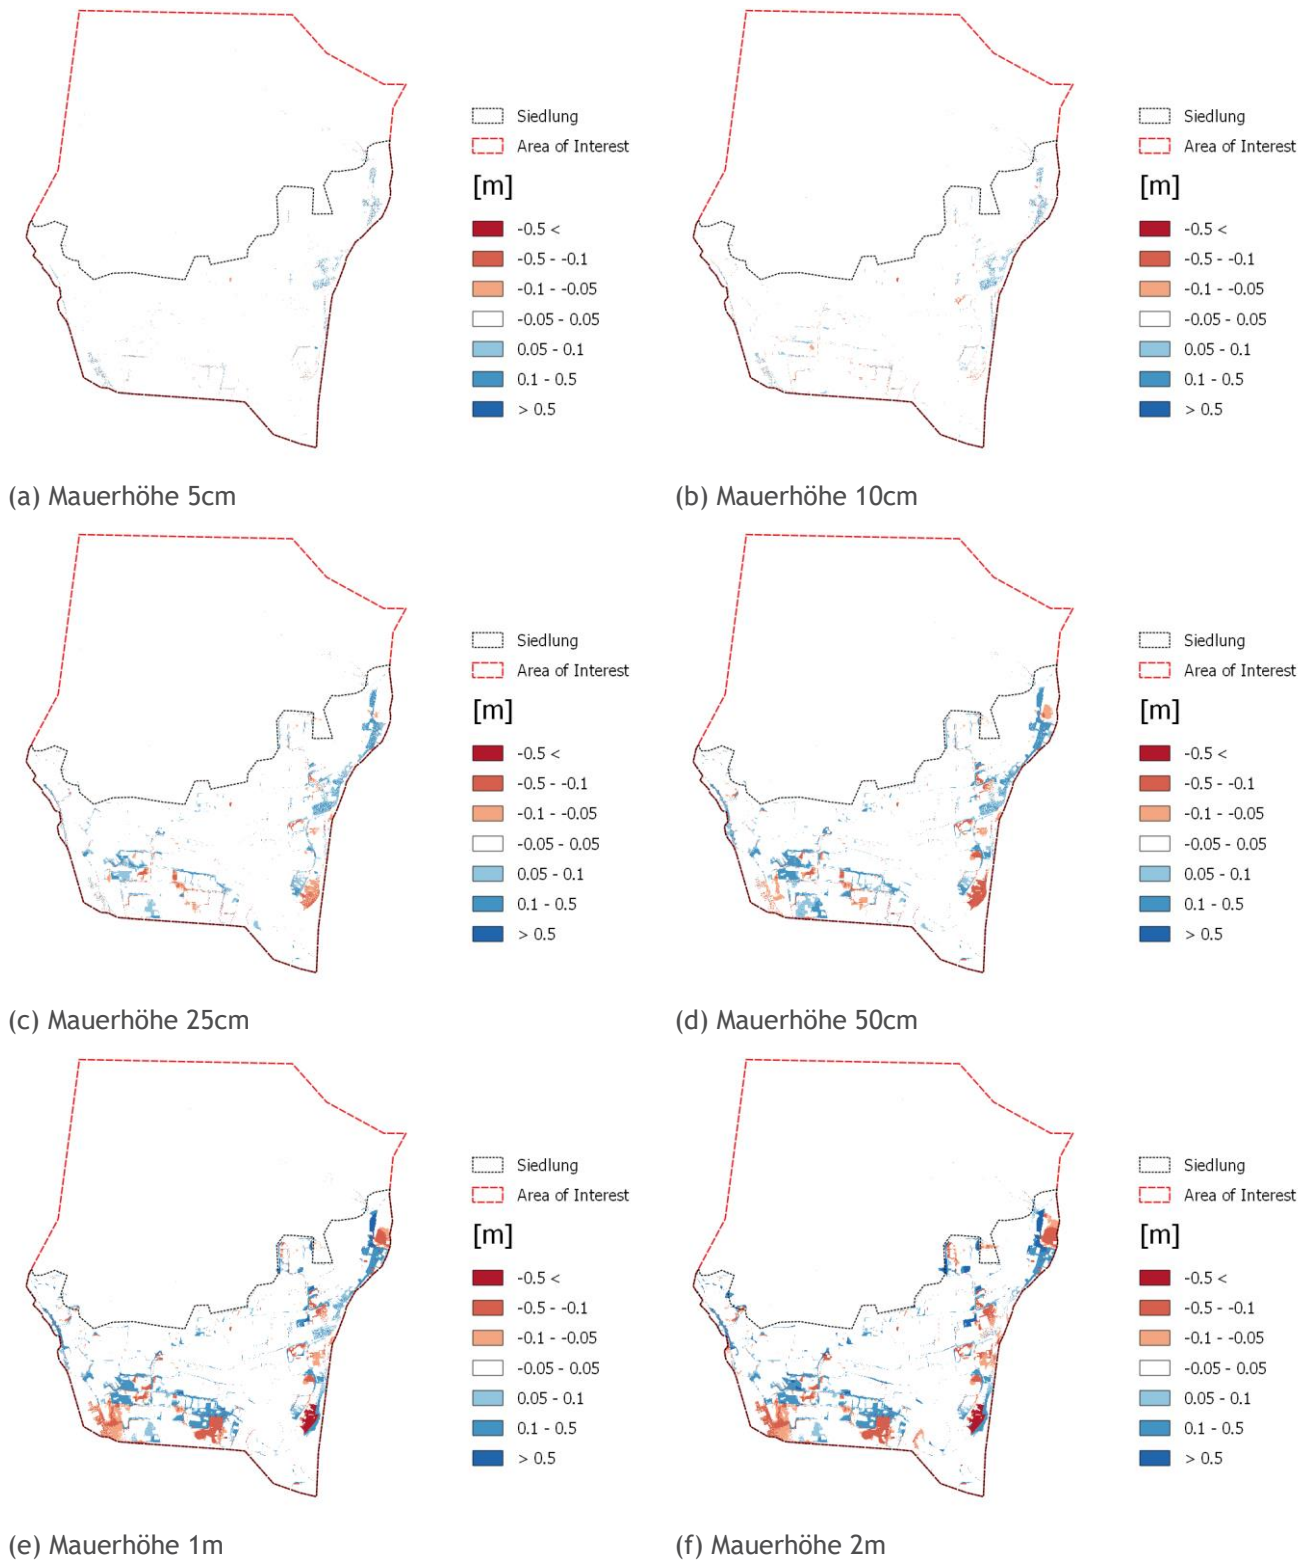 Siedlung
Area of Interest
[m]
-0.5 <
-0.5 - -0.1
-0.1 - -0.05
-0.05 - 0.05
0.05 - 0.1
0.1 - 0.5
> 0.5
(a) Mauerhöhe 5cm
Siedlung
Area of Interest
[m]
-0.5 <
-0.5 - -0.1
-0.1 - -0.05
-0.05 - 0.05
0.05 - 0.1
0.1 - 0.5
> 0.5
(b) Mauerhöhe 10cm
Siedlung
Area of Interest
[m]
-0.5 <
-0.5 - -0.1
-0.1 - -0.05
-0.05 - 0.05
0.05 - 0.1
0.1 - 0.5
> 0.5
(c) Mauerhöhe 25cm
Siedlung
Area of Interest
[m]
-0.5 <
-0.5 - -0.1
-0.1 - -0.05
-0.05 - 0.05
0.05 - 0.1
0.1 - 0.5
> 0.5
(d) Mauerhöhe 50cm
Siedlung
Area of Interest
[m]
-0.5 <
-0.5 - -0.1
-0.1 - -0.05
-0.05 - 0.05
0.05 - 0.1
0.1 - 0.5
> 0.5
(e) Mauerhöhe 1m
Siedlung
Area of Interest
[m]
-0.5 <
-0.5 - -0.1
-0.1 - -0.05
-0.05 - 0.05
0.05 - 0.1
0.1 - 0.5
> 0.5
(f) Mauerhöhe 2m